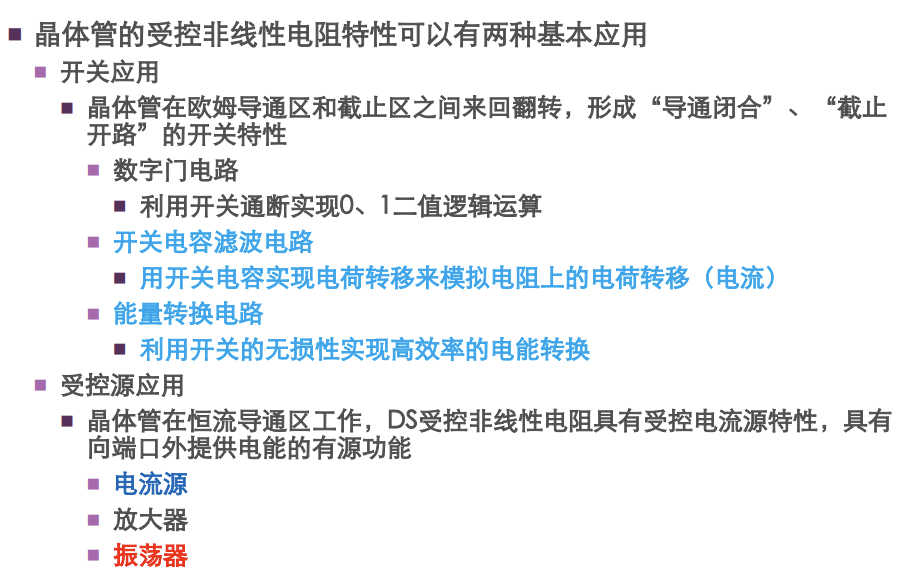 晶体管的受控非线性电阻特性可以有两种基本应用
开关应用
晶体管在欧姆导通区和截止区之间来回翻转，形成“导通闭合”、“截止
开路”的开关特性
数字门电路
利用开关通断实现0、1二值逻辑运算
开关电容滤波电路
用开关电容实现电荷转移来模拟电阻上的电荷转移（电流）
能量转换电路
利用开关的无损性实现高效率的电能转换
受控源应用
晶体管在恒流导通区工作，DS受控非线性电阻具有受控电流源特性，具有
向端口外提供电能的有源功能
电流源
放大器
振荡器